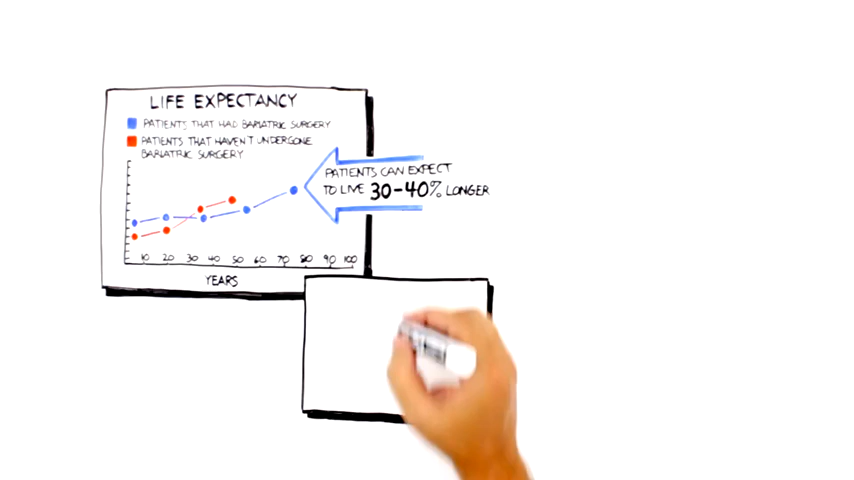 LIFE EXPECTANCY
PATIENTS THAT HAD BARIATRIC SURGERY
PATIENTS THAT HAVEN'T UNDERGONE
BARIATRIC SURGERY
PATIENTS CAN EXPECT
TO LIVE 30-40% LONGER
10 20 30 40 50 60 70 80 90 100
YEARS